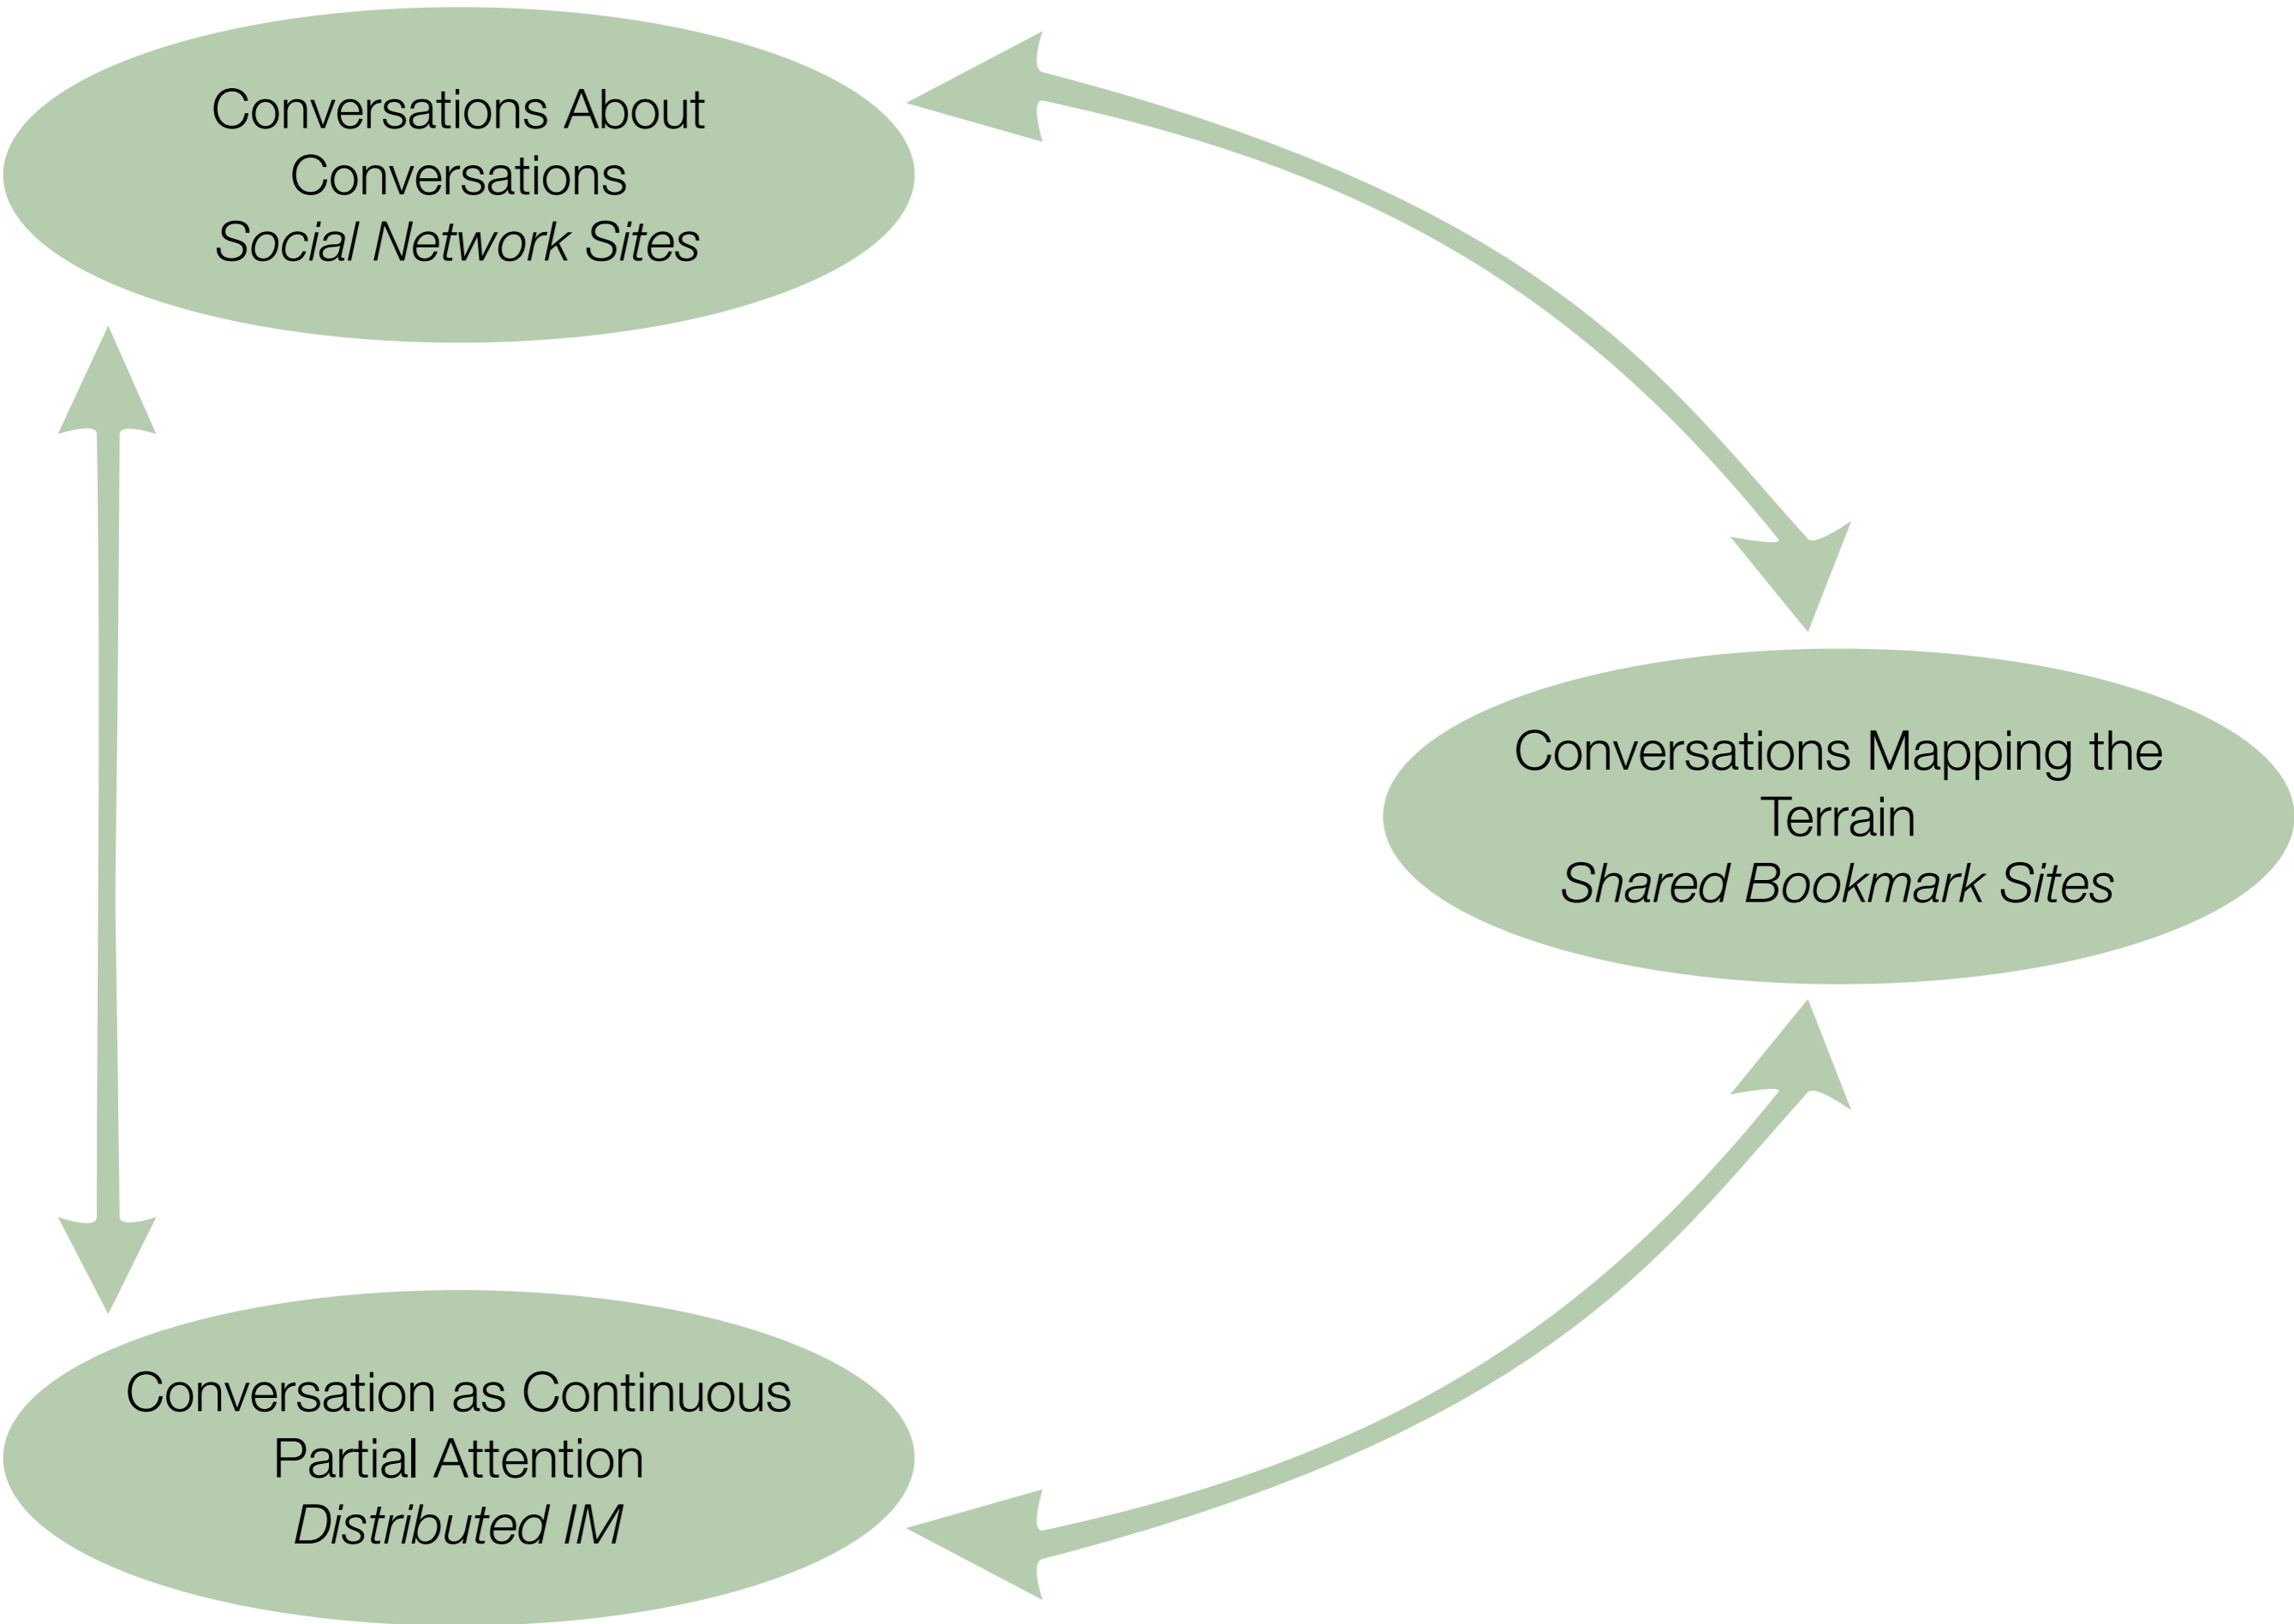 Conversations About
Conversations
Social Network Sites
Conversations Mapping the
Terrain
Shared Bookmark Sites
Conversation as Continuous
Partial Attention
Distributed IM